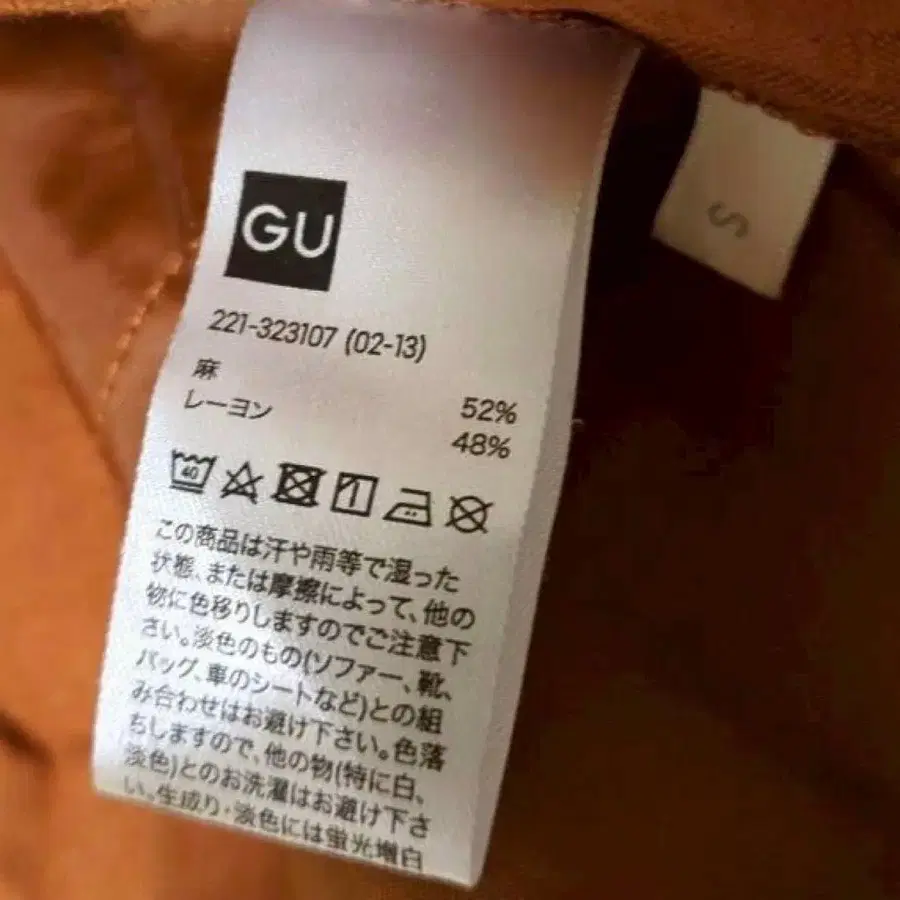 GU
S
221-323107 (02-13)
麻 52%
レーヨン 48%
40
この商品は汗や雨等で湿った
状態、または摩擦によって、他の
物に色移りしますのでご注意下
さい。淡色のもの(ソファー、靴、
バッグ、車のシートなど)との組
み合わせはお避け下さい。色落
ちしますので、他の物(特に白、
淡色)とのお洗濯はお避け下さ
い。生成り・淡色には蛍光増白